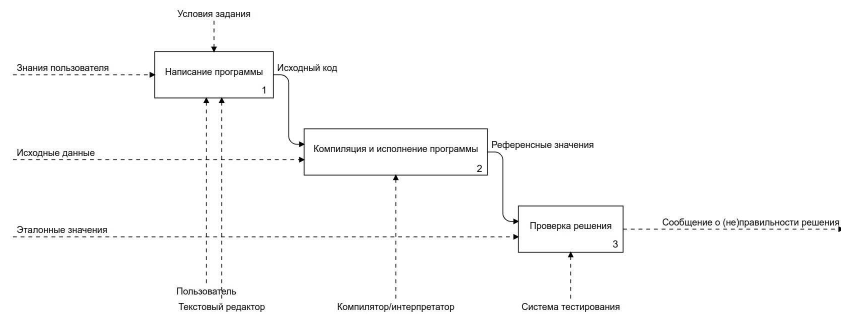 Условия задания
Знания пользователя
Написание программы
1
Исходный код
Исходные данные
Компиляция и исполнение программы
2
Референсные значения
Эталонные значения
Проверка решения
3
Сообщение о (не)правильности решения
Пользователь
Текстовый редактор
Компилятор/интерпретатор
Система тестирования